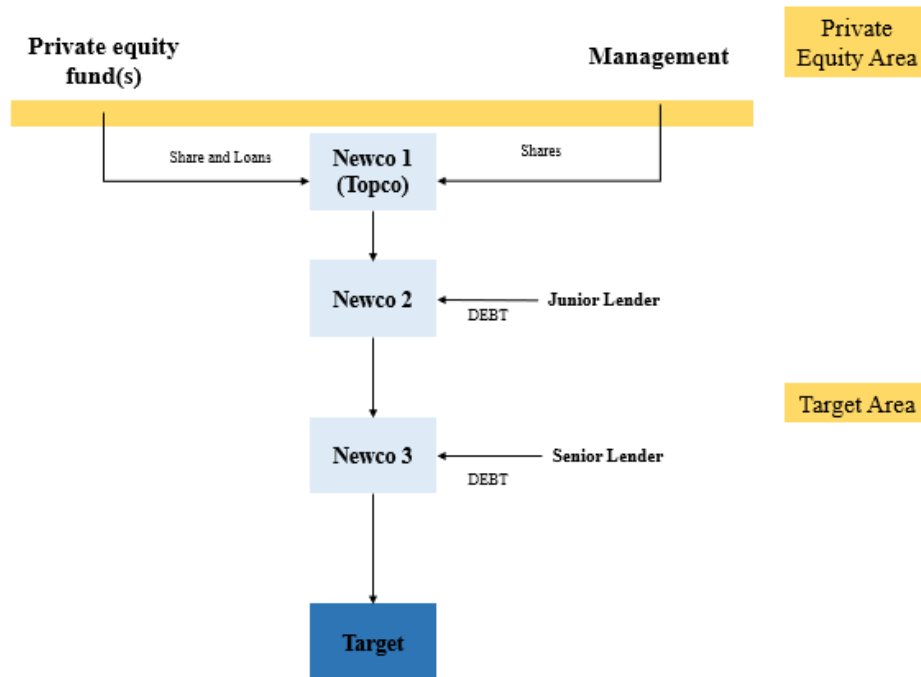 Private
Equity Area
Private equity
fund(s)
Management
Share and Loans
Newco 1
(Topco)
Shares
Newco 2
Junior Lender
DEBT
Target Area
Newco 3
Senior Lender
DEBT
Target